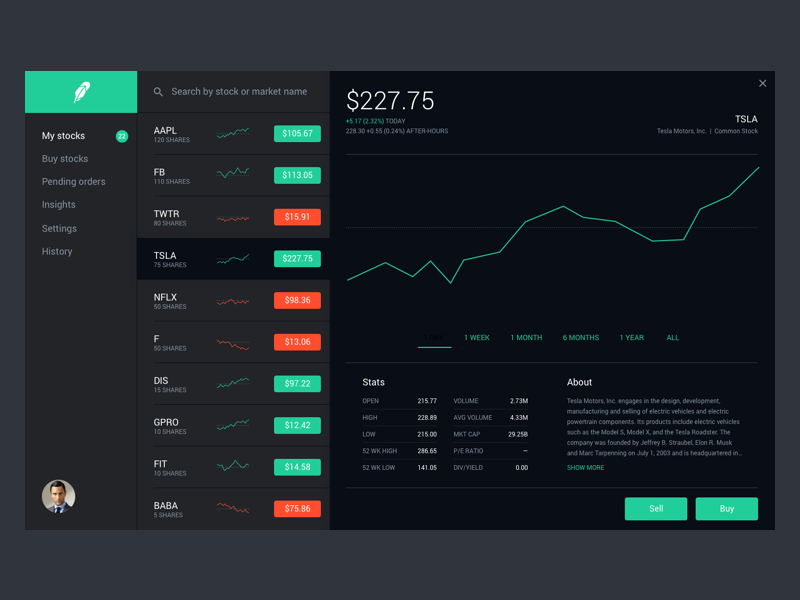 My stocks
22
Buy stocks
Pending orders
Insights
Settings
History
Search by stock or market name
AAPL
120 SHARES
$105.67
FB
110 SHARES
$113.05
TWTR
80 SHARES
$15.91
TSLA
75 SHARES
$227.75
NFLX
50 SHARES
$98.36
F
50 SHARES
$13.06
DIS
15 SHARES
$97.22
GPRO
10 SHARES
$12.42
FIT
10 SHARES
$14.58
BABA
5 SHARES
$75.86
$227.75
+5.17 (2.32%) TODAY
228.30 +0.55 (0.24%) AFTER-HOURS
TSLA
Tesla Motors, Inc. | Common Stock
1 DAY 1 WEEK 1 MONTH 6 MONTHS 1 YEAR ALL
Stats
OPEN 215.77 VOLUME 2.73M
HIGH 228.89 AVG VOLUME 4.33M
LOW 215.00 MKT CAP 29.25B
52 WK HIGH 286.65 P/E RATIO –
52 WK LOW 141.05 DIV/YIELD 0.00
About
Tesla Motors, Inc. engages in the design, development,
manufacturing and selling of electric vehicles and electric
powertrain components. Its products include electric vehicles
such as the Model S, Model X, and the Tesla Roadster. The
company was founded by Jeffrey B. Straubel, Elon R. Musk
and Marc Tarpenning on July 1, 2003 and is headquartered in...
SHOW MORE
Sell
Buy